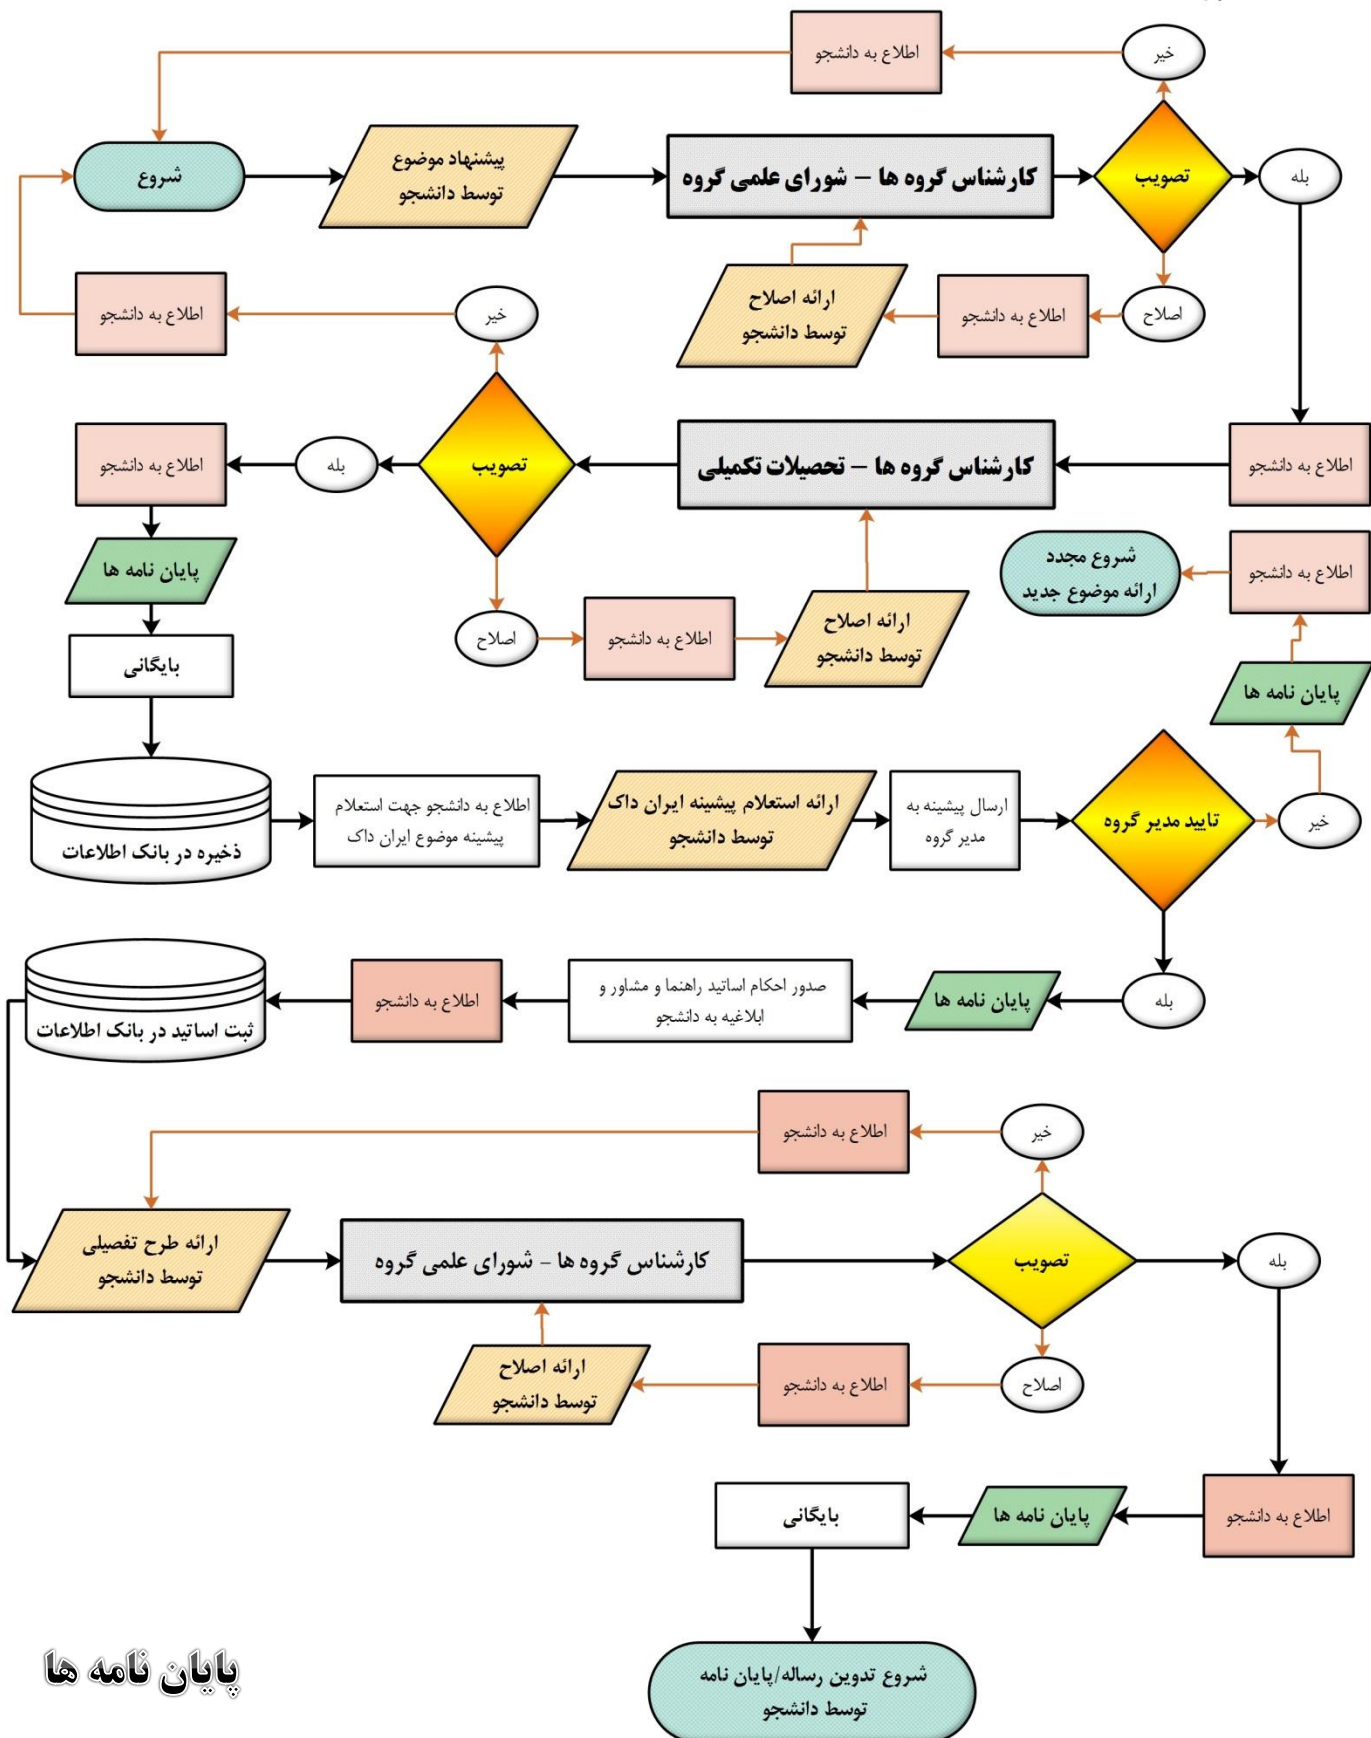 خیر
اطلاع به دانشجو
شروع
پیشنهاد موضوع
توسط دانشجو
کارشناس گروه ها – شورای علمی گروه
تصویب
بله
اصلاح
اطلاع به دانشجو
ارائه اصلاح
توسط دانشجو
خیر
اطلاع به دانشجو
اطلاع به دانشجو
کارشناس گروه ها – تحصیلات تکمیلی
تصویب
بله
اطلاع به دانشجو
پایان نامه ها
بایگانی
اصلاح
اطلاع به دانشجو
ارائه اصلاح
توسط دانشجو
شروع مجدد
ارائه موضوع جدید
اطلاع به دانشجو
پایان نامه ها
خیر
ذخیره در بانک اطلاعات
اطلاع به دانشجو جهت استعلام
پیشینه موضوع ایران داک
ارائه استعلام پیشینه ایران داک
توسط دانشجو
ارسال پیشینه به
مدیر گروه
تایید مدیر گروه
بله
پایان نامه ها
صدور احکام اساتید راهنما و مشاور و
ابلاغیه به دانشجو
اطلاع به دانشجو
ثبت اساتید در بانک اطلاعات
خیر
اطلاع به دانشجو
ارائه طرح تفصیلی
توسط دانشجو
کارشناس گروه ها - شورای علمی گروه
تصویب
بله
اصلاح
اطلاع به دانشجو
ارائه اصلاح
توسط دانشجو
اطلاع به دانشجو
پایان نامه ها
بایگانی
شروع تدوین رساله/پایان نامه
توسط دانشجو
پایان نامه ها